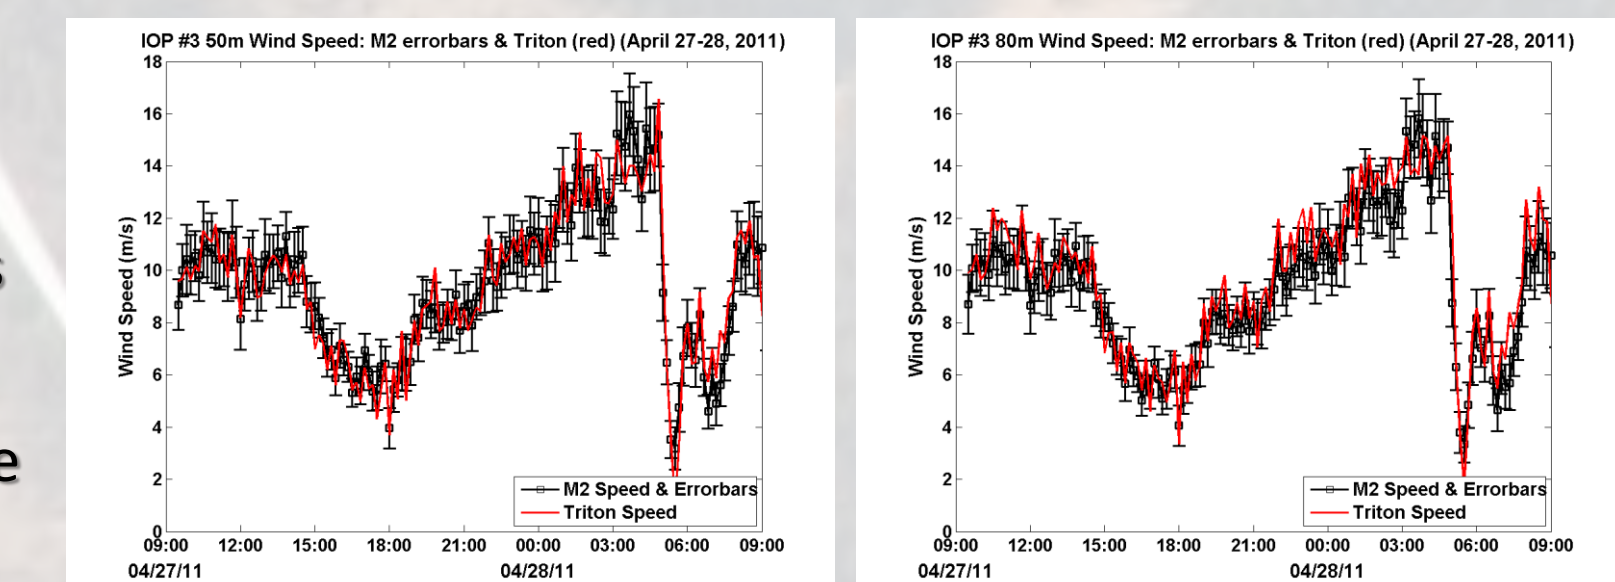 s
e
IOP #3 50m Wind Speed: M2 errorbars & Triton (red) (April 27-28, 2011)
Wind Speed (m/s)
18
16
14
12
10
8
6
4
2
0
M2 Speed & Errorbars
Triton Speed
09:00 12:00 15:00 18:00 21:00 00:00 03:00 06:00 09:00
04/27/11 04/28/11
IOP #3 80m Wind Speed: M2 errorbars & Triton (red) (April 27-28, 2011)
Wind Speed (m/s)
18
16
14
12
10
8
6
4
2
0
M2 Speed & Errorbars
Triton Speed
09:00 12:00 15:00 18:00 21:00 00:00 03:00 06:00 09:00
04/27/11 04/28/11